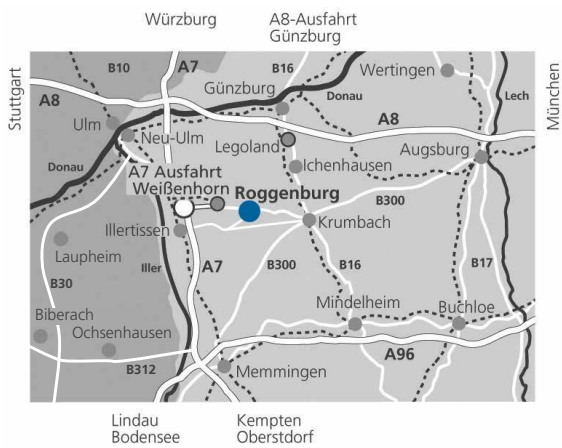 Würzburg
A8-Ausfahrt
Günzburg
Stuttgart
München
B10
A7
B16
Wertingen
Günzburg
Donau
Lech
A8
A8
Ulm
Neu-Ulm
Legoland
Augsburg
Ichenhausen
Donau
A7 Ausfahrt
Weißenhorn
Roggenburg
B300
Krumbach
Illertissen
Laupheim
Iller
A7
B300
B16
B17
B30
Biberach
Mindelheim
Buchloe
Ochsenhausen
A96
B312
Memmingen
Lindau
Bodensee
Kempten
Oberstdorf